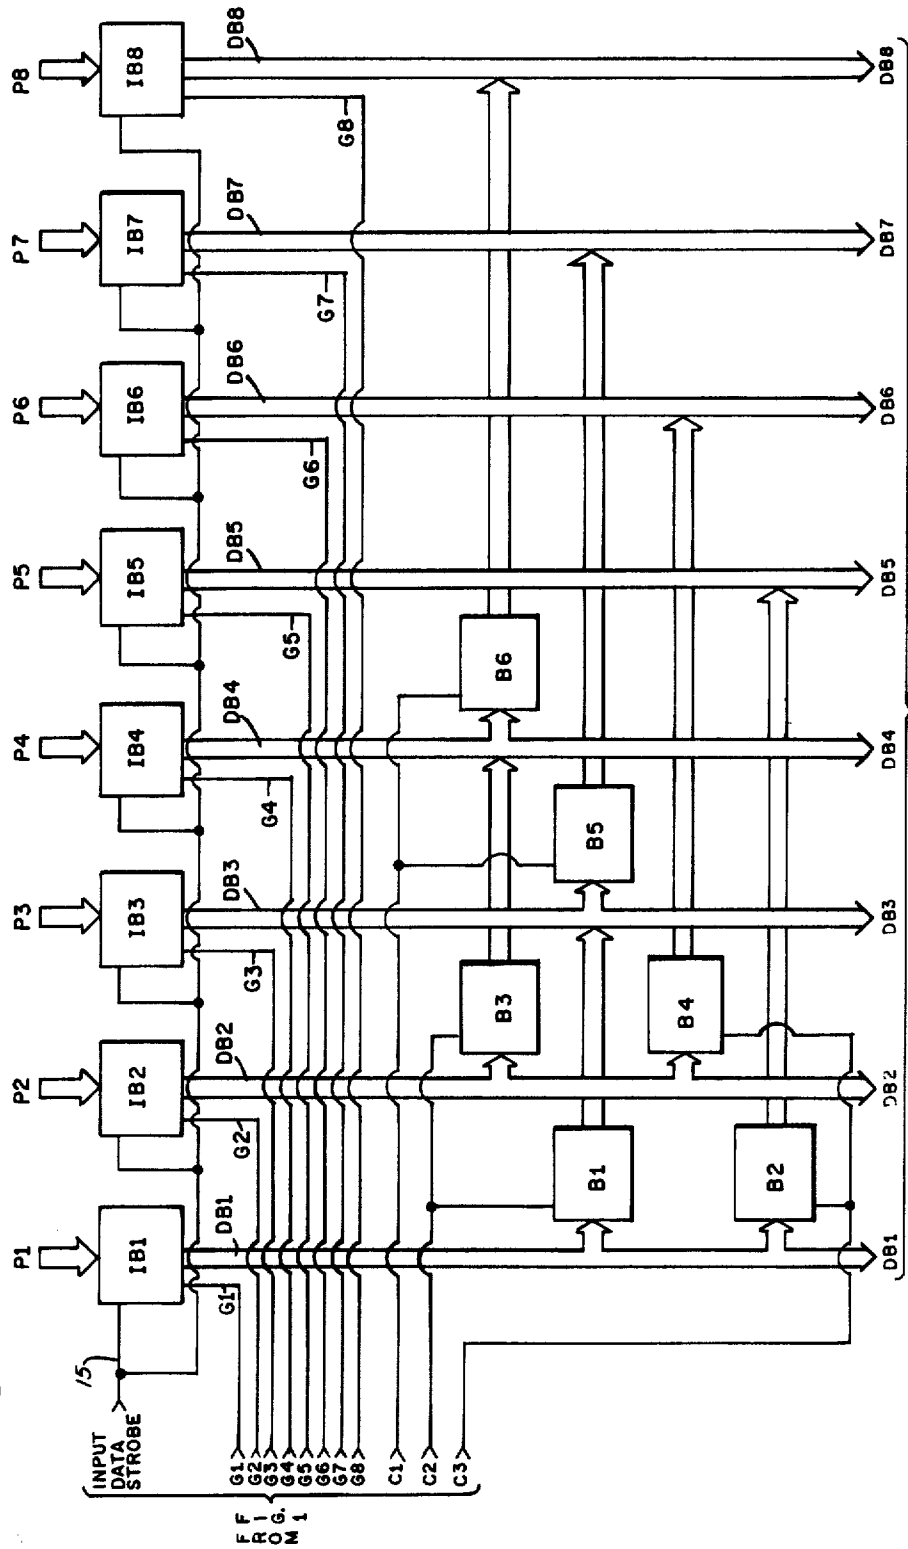 P1 P2 P3 P4 P5 P6 P7 P8
IB1 IB2 IB3 IB4 IB5 IB6 IB7 IB8
15
INPUT
DATA
STROBE
DB1 DB2 DB3 DB4 DB5 DB6 DB7 DB8
G1 G2 G3 G4 G5 G6 G7 G8
FROM
FIG. 1
G1
G2
G3
G4
G5
G6
G7
G8
C1
C2
C3
B3 B6
B1 B5
B4
B2
DB1 DB2 DB3 DB4 DB5 DB6 DB7 DB8